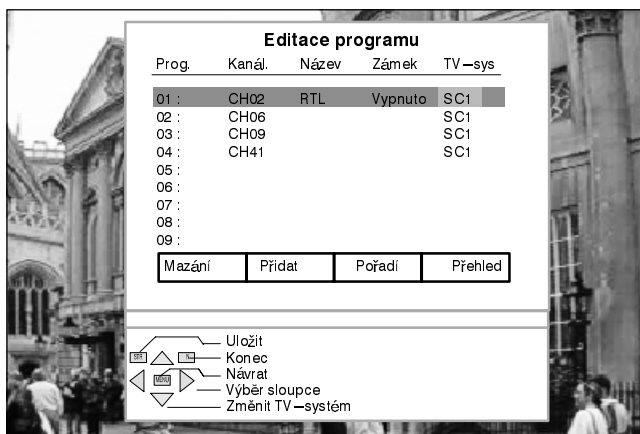 Editace programu
Prog. Kanál. Název Zámek TV–sys
01 : CH02 RTL Vypnuto SC1
02 : CH06 SC1
03 : CH09 SC1
04 : CH41 SC1
05 :
06 :
07 :
08 :
09 :
Mazání Přidat Pořadí Přehled
Uložit
STR N Konec
MENU Návrat
Výběr sloupce
Změnit TV–systém